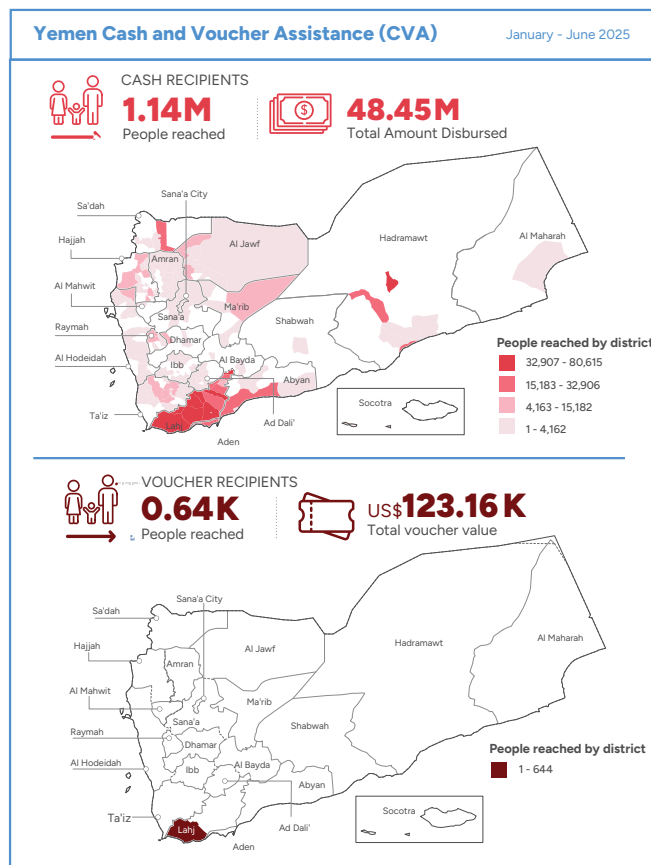 Yemen Cash and Voucher Assistance (CVA)
January - June 2025
CASH RECIPIENTS
1.14M
People reached
$
48.45M
Total Amount Disbursed
Sana'a City
Sa'dah
Hajjah
Amran
Al Jawf
Hadramawt
Al Maharah
Al Mahwit
Ma'rib
Sana'a
Shabwah
Raymah
Dhamar
Al Hodeidah
Ibb
Al Bayda
Abyan
Ta'iz
Lahj
Ad Dali'
Aden
Socotra
People reached by district
32,907 - 80,615
15,183 - 32,906
4,163 - 15,182
1 - 4,162
VOUCHER RECIPIENTS
0.64K
People reached
US$123.16 K
Total voucher value
Sana'a City
Sa'dah
Hajjah
Amran
Al Jawf
Hadramawt
Al Maharah
Al Mahwit
Ma'rib
Sana'a
Shabwah
Raymah
Dhamar
Al Hodeidah
Ibb
Al Bayda
Abyan
Ta'iz
Lahj
Ad Dali'
Aden
Socotra
People reached by district
1 - 644